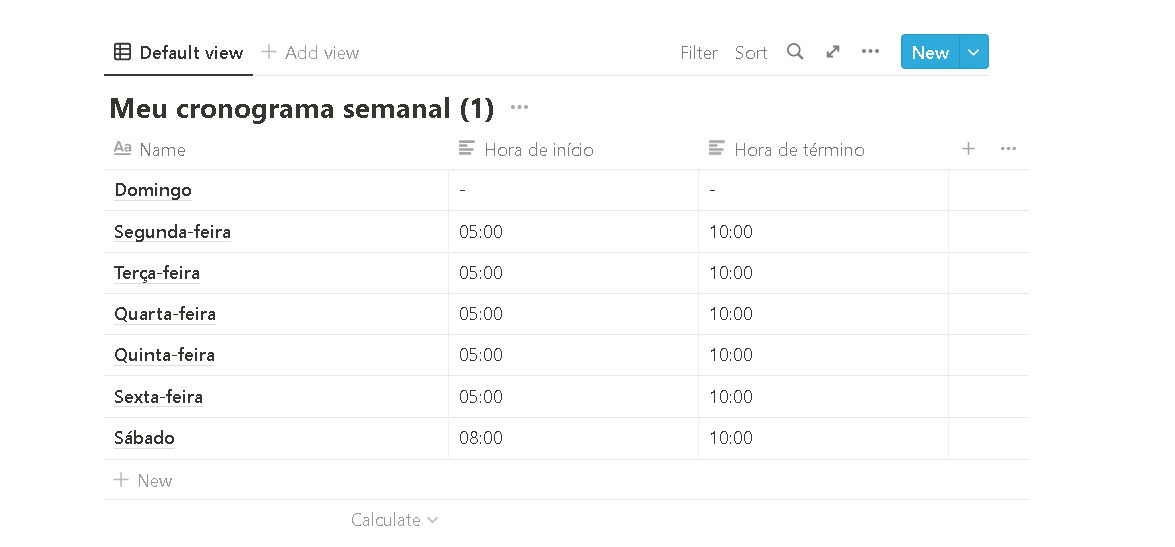 Default view + Add view Filter Sort New
Meu cronograma semanal (1) ···
Aa Name Hora de início Hora de término + ···
Domingo - -
Segunda-feira 05:00 10:00
Terça-feira 05:00 10:00
Quarta-feira 05:00 10:00
Quinta-feira 05:00 10:00
Sexta-feira 05:00 10:00
Sábado 08:00 10:00
+ New
Calculate